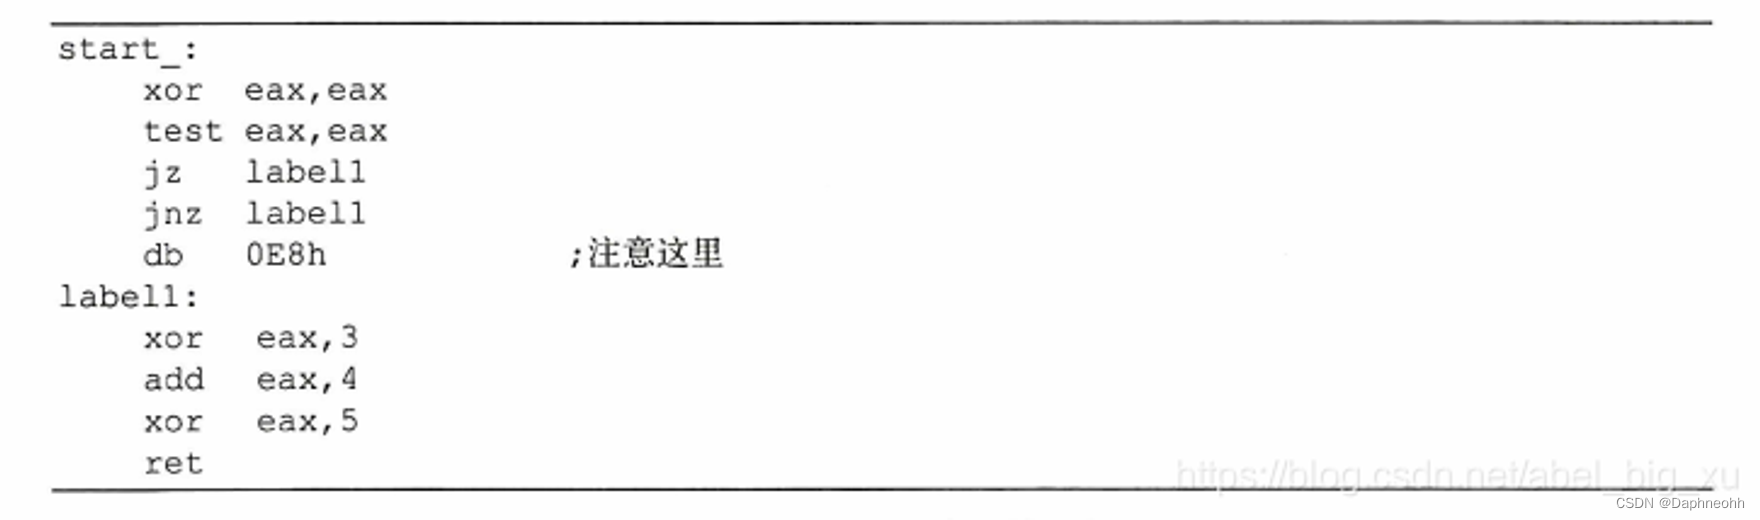 start_:
xor eax,eax
test eax,eax
jz label1
jnz label1
db 0E8h ;注意这里
label1:
xor eax,3
add eax,4
xor eax,5
ret
https://blog.csdn.net/abel_big_xu
CSDN @Daphneohh